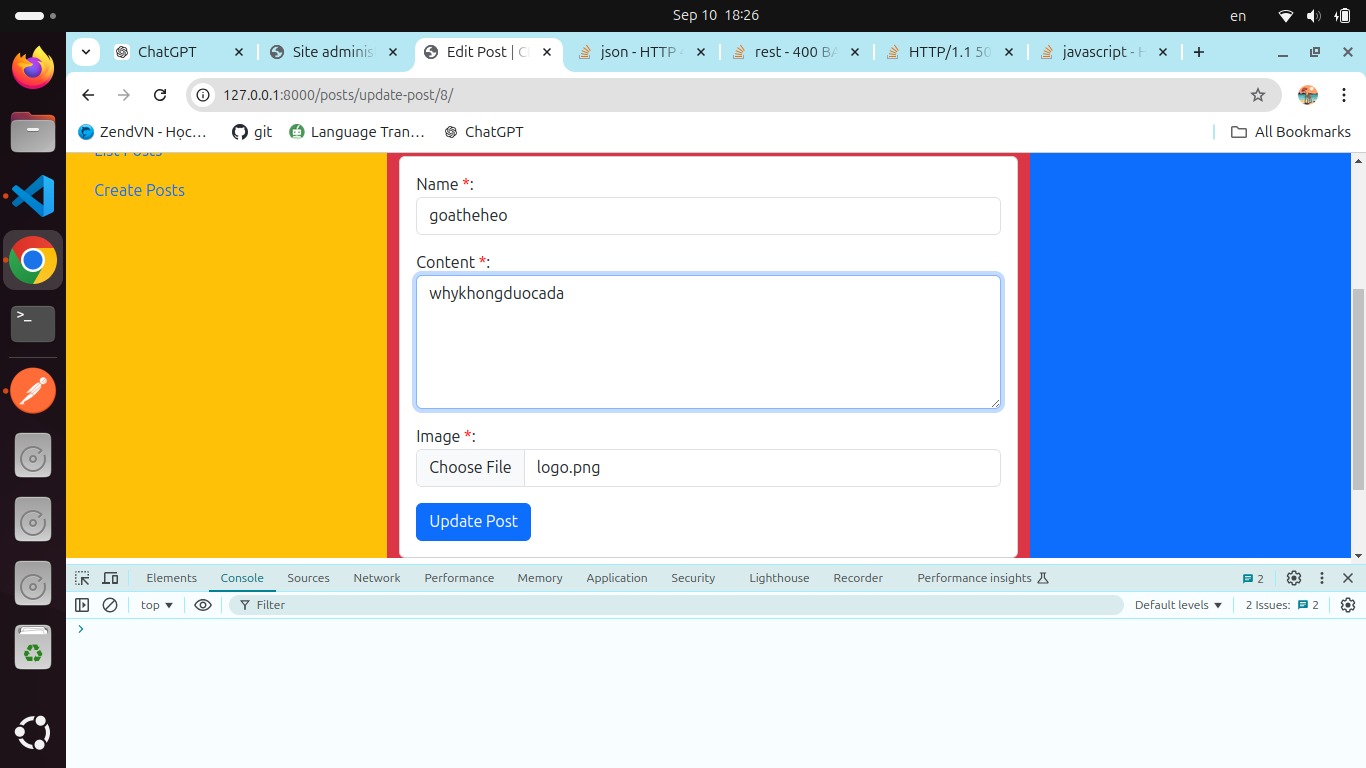 Sep 10 18:26
en
ChatGPT
Site adminis
Edit Post | C
json - HTTP
rest - 400 BA
HTTP/1.1 50
javascript - H
127.0.0.1:8000/posts/update-post/8/
ZendVN - Học...
git
Language Tran...
ChatGPT
All Bookmarks
List Posts
Create Posts
Name *:
goatheheo
Content *:
whykhongduocada
Image *:
Choose File logo.png
Update Post
Elements Console Sources Network Performance Memory Application Security Lighthouse Recorder Performance insights 2
top Filter Default levels 2 Issues: 2